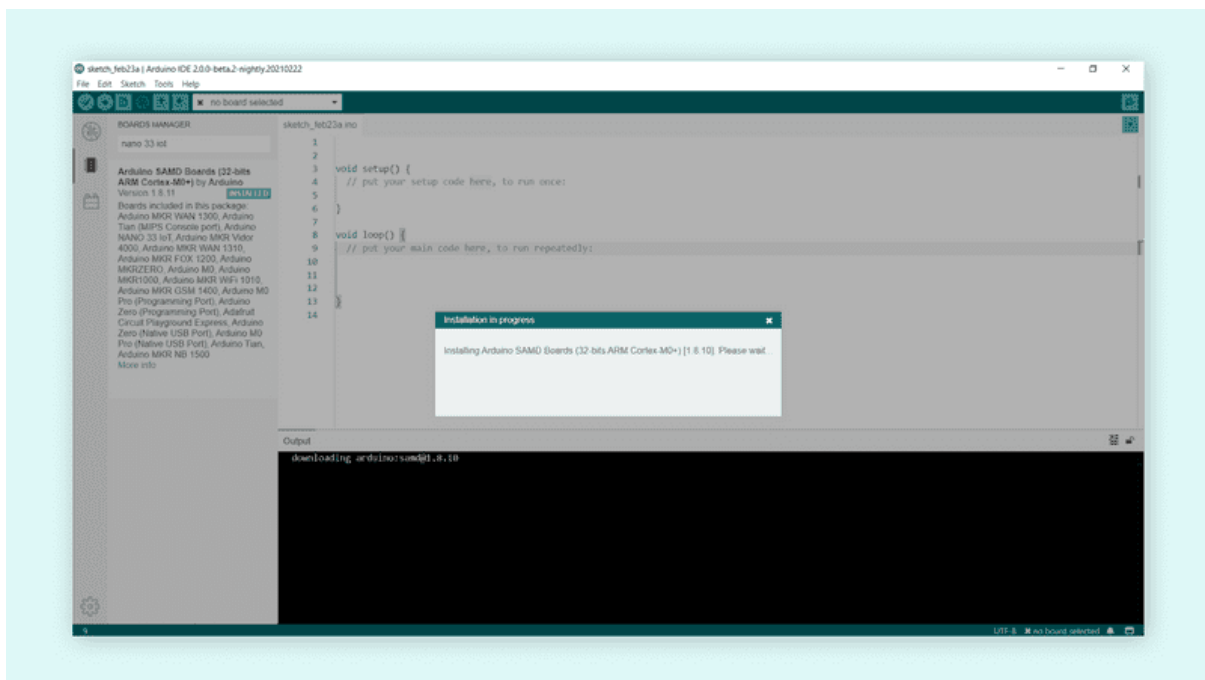 sketch_feb23a | Arduino IDE 2.0.0-beta.2-nightly.20210222
File Edit Sketch Tools Help
no board selected
BOARDS MANAGER
nano 33 iot
Arduino SAMD Boards (32-bits
ARM Cortex-M0+) by Arduino
Version 1.8.11 INSTALLED
Boards included in this package:
Arduino MKR WAN 1300, Arduino
Tian (MIPS Console port), Arduino
NANO 33 IoT, Arduino MKR Vidor
4000, Arduino MKR WAN 1310,
Arduino MKR FOX 1200, Arduino
MKRZERO, Arduino M0, Arduino
MKR1000, Arduino MKR WiFi 1010,
Arduino MKR GSM 1400, Arduino M0
Pro (Programming Port), Arduino
Zero (Programming Port), Adafruit
Circuit Playground Express, Arduino
Zero (Native USB Port), Arduino M0
Pro (Native USB Port), Arduino Tian,
Arduino MKR NB 1500
More info
sketch_feb23a.ino
1
2
3 void setup() {
4 // put your setup code here, to run once:
5
6 }
7
8 void loop() {
9 // put your main code here, to run repeatedly:
10
11
12
13 }
14
Installation in progress
Installing Arduino SAMD Boards (32-bits ARM Cortex-M0+) [1.8.10]. Please wait...
Output
downloading arduino:samd@1.8.10
9
UTF-8 no board selected